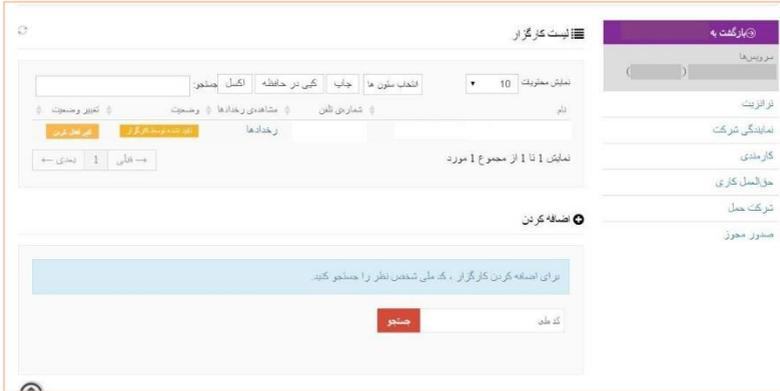 بازگشت به
سرویس‌ها
( )
ترانزیت
نمایندگی شرکت
کارمندی
حق‌العمل کاری
شرکت حمل
صدور مجوز
لیست کارگزار
نمایش محتویات 10 انتخاب ستون ها چاپ کپی در حافظه اکسل جستجو:
نام شماره‌ی تلفن مشاهده‌ی رخدادها وضعیت تغییر وضعیت
رخدادها تایید شده توسط کارگزار غیر فعال کردن
نمایش 1 تا 1 از مجموع 1 مورد
→ قبلی 1 بعدی ←
اضافه کردن
برای اضافه کردن کارگزار ، کد ملی شخص نظر را جستجو کنید.
کد ملی جستجو